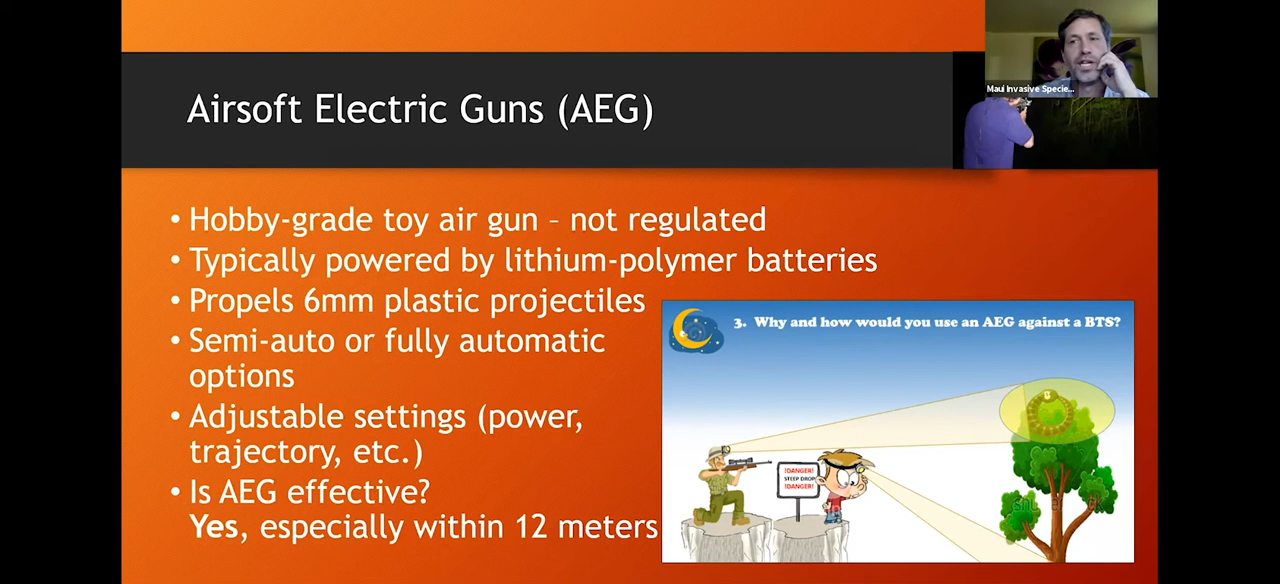 Maui Invasive Specie...
Airsoft Electric Guns (AEG)
• Hobby-grade toy air gun – not regulated
• Typically powered by lithium-polymer batteries
• Propels 6mm plastic projectiles
• Semi-auto or fully automatic
options
• Adjustable settings (power,
trajectory, etc.)
• Is AEG effective?
Yes, especially within 12 meters
3. Why and how would you use an AEG against a BTS?
!DANGER!
STEEP DROP
!DANGER!